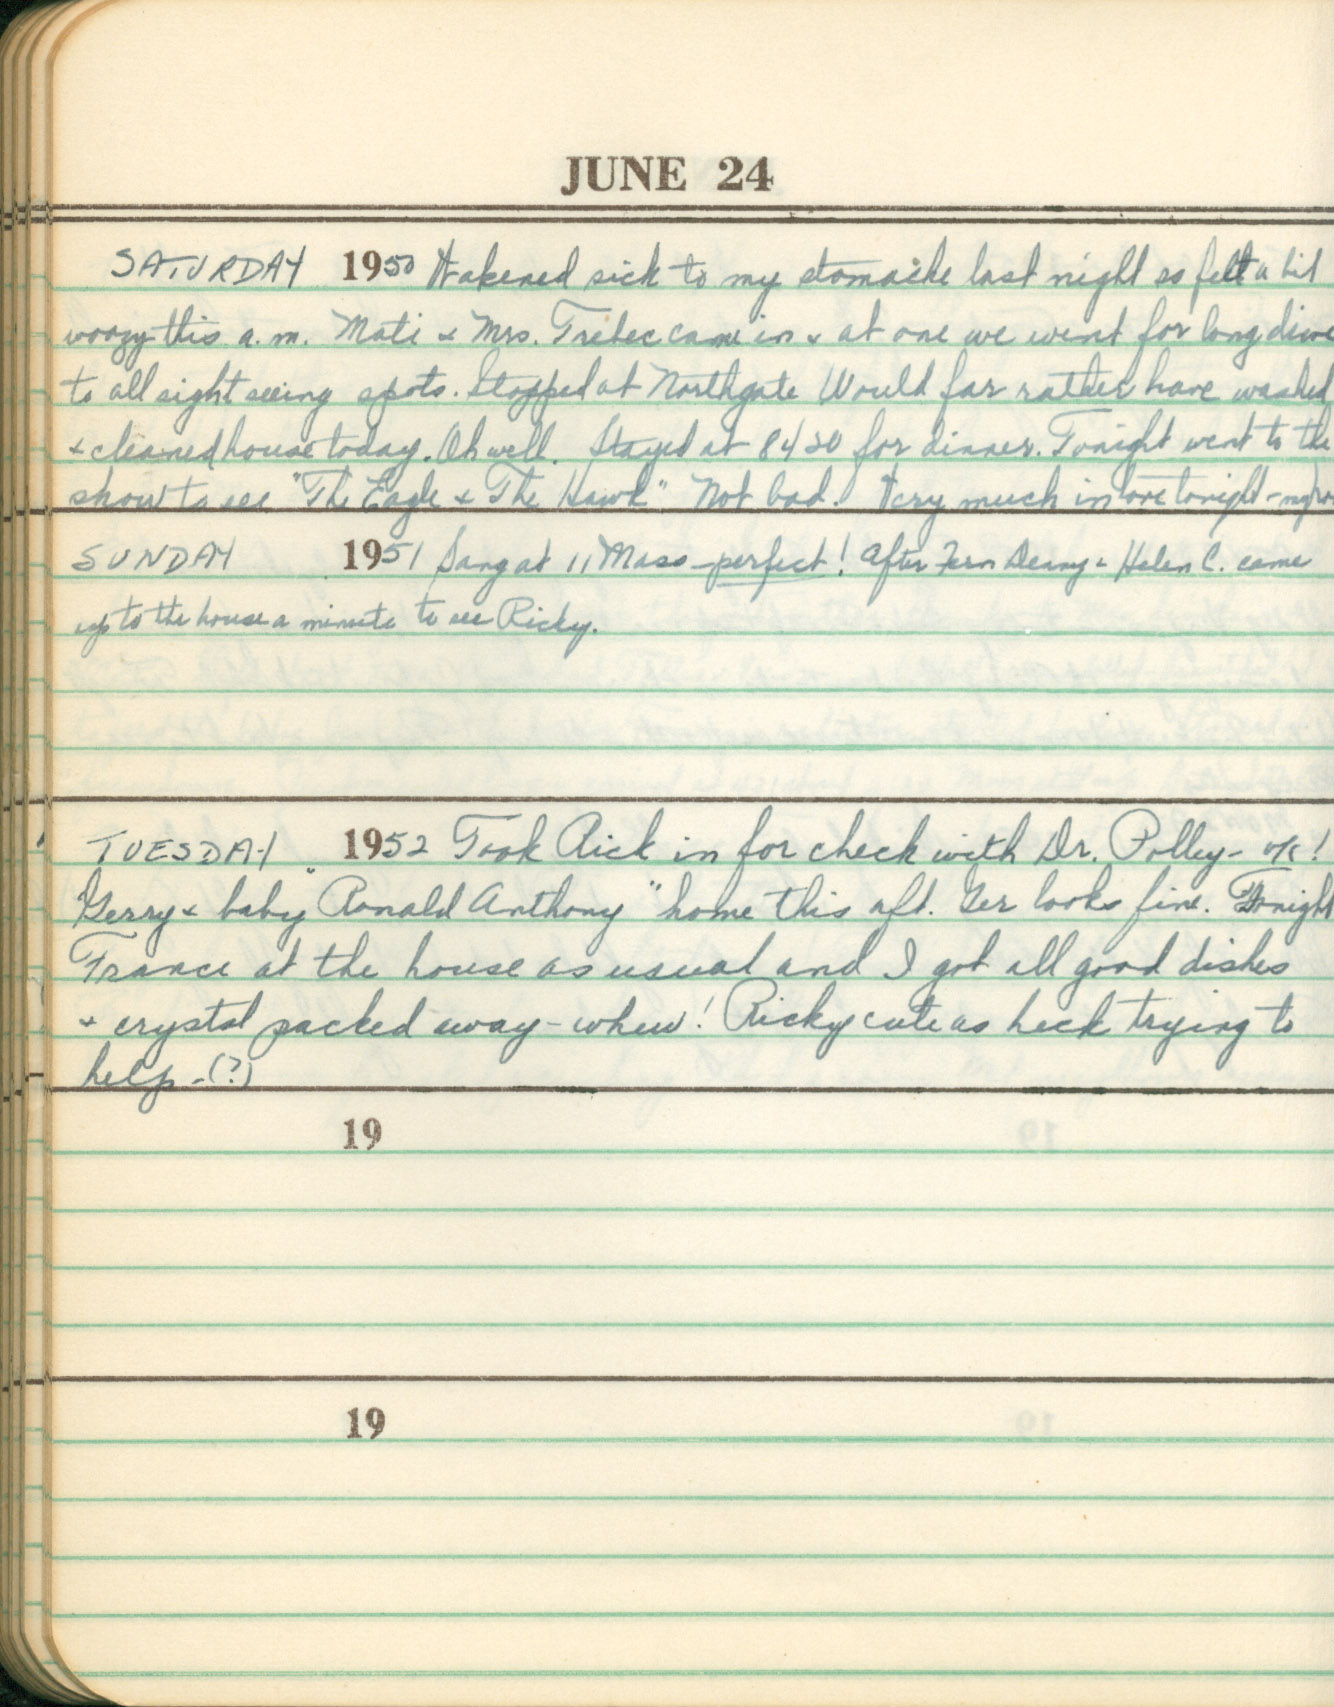 JUNE 24
SATURDAY 1950 Wakened sick to my stomache last night so felt a bit
woozy this a.m. Mati & Mrs. Trebec came in & at one we went for long drive
to all sight seeing spots. Stopped at Northgate Would far rather have washed
& cleaned house today. Oh well. Stayed at 8420 for dinner. Tonight went to the
show to see "The Eagle & The Hawk" Not bad! Very much in love tonight -
SUNDAY 1951 Sang at 11 Mass - perfect! After Fern Denny & Helen C. came
up to the house a minute to see Ricky.
TUESDAY 1952 Took Rick in for check with Dr. Polley - o/k!
Gerry & baby "Ronald Anthony" home this aft. Ger looks fine. Tonight
France at the house as usual and I got all good dishes
& crystal packed away - whew! Ricky cute as heck trying to
help - (?)
19
19